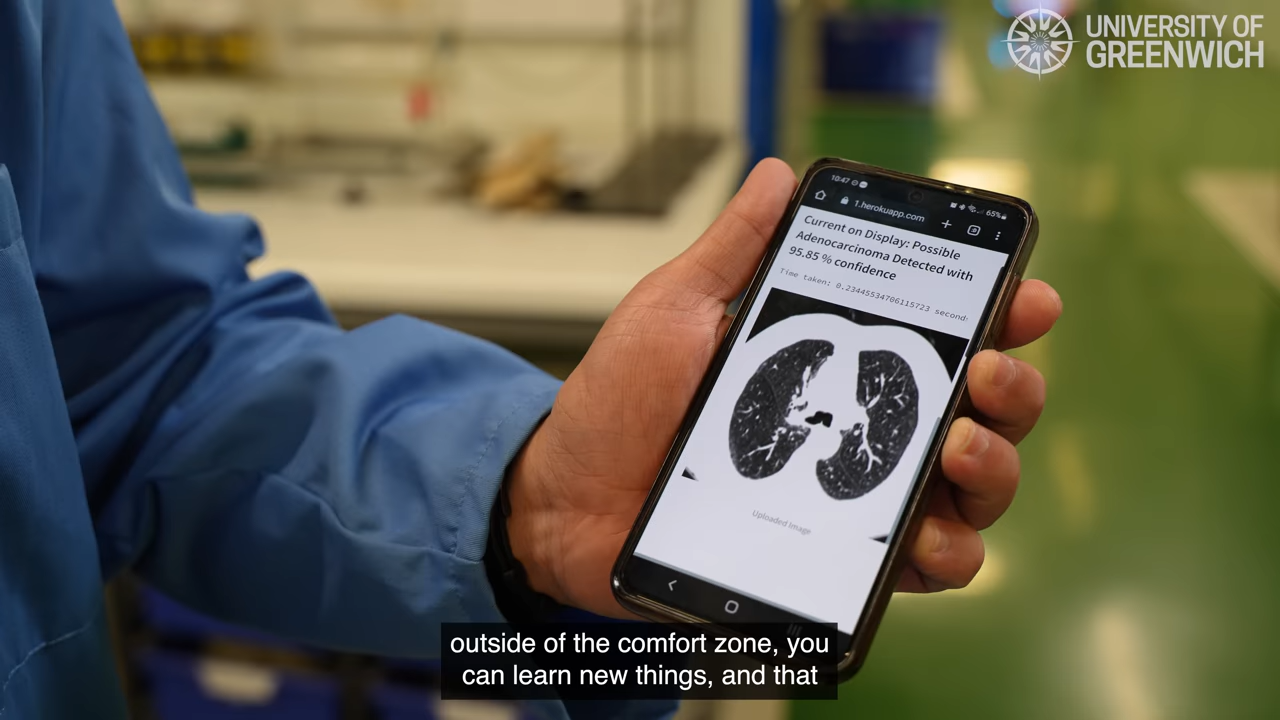 UNIVERSITY OF
GREENWICH
10:47
65%
1.herokuapp.com
Current on Display: Possible
Adenocarcinoma Detected with
95.85 % confidence
Time taken: 0.23445534706115723 second
Uploaded Image
outside of the comfort zone, you
can learn new things, and that